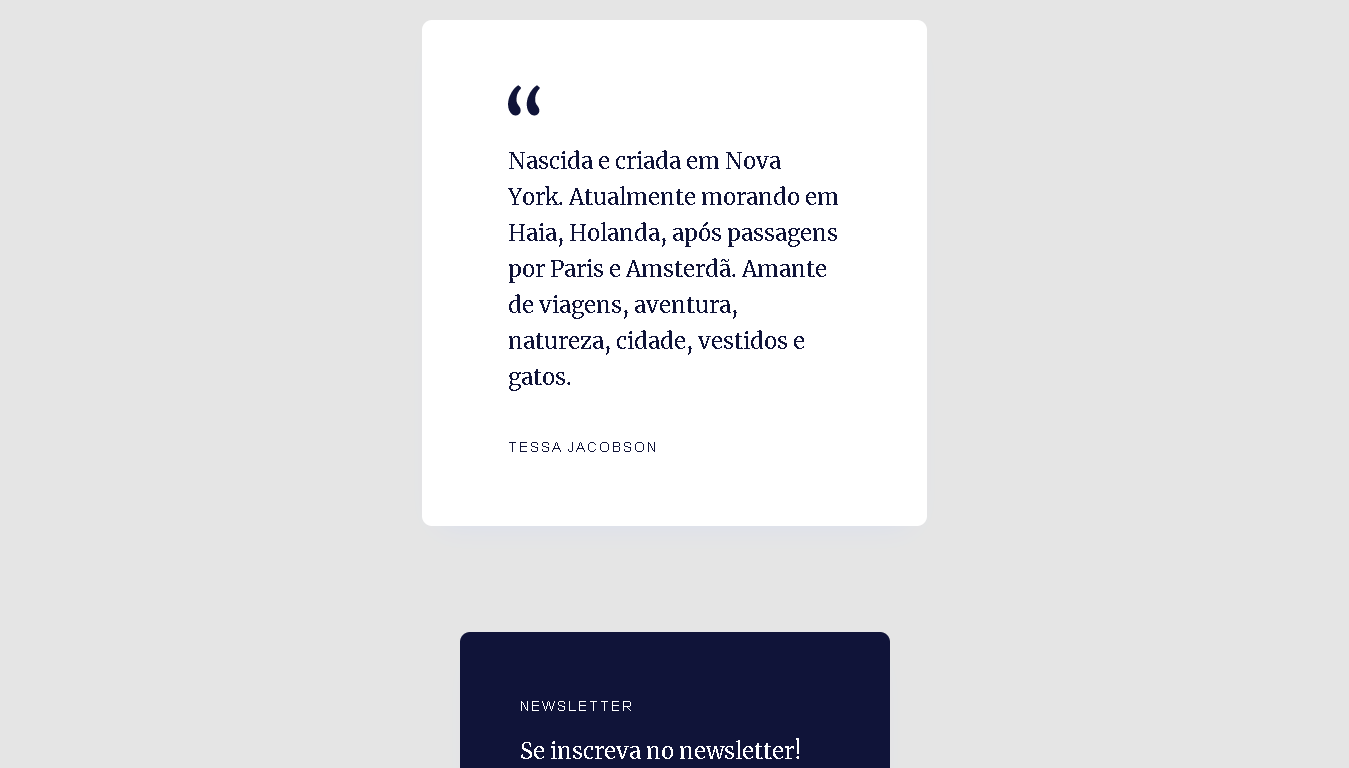 “
Nascida e criada em Nova
York. Atualmente morando em
Haia, Holanda, após passagens
por Paris e Amsterdã. Amante
de viagens, aventura,
natureza, cidade, vestidos e
gatos.
TESSA JACOBSON
NEWSLETTER
Se inscreva no newsletter!